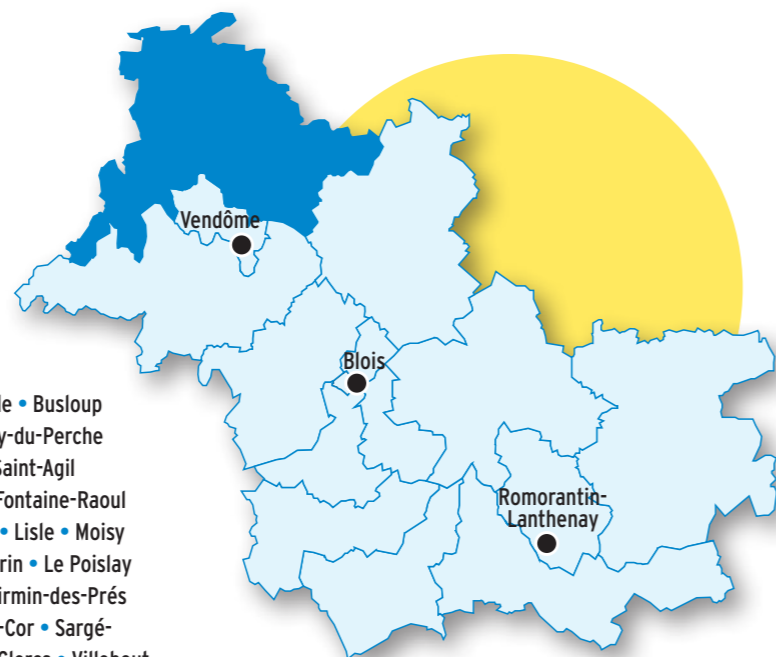 Vendôme
Blois
Romorantin-
Lanthenay
de • Busloup
y-du-Perche
Saint-Agil
Fontaine-Raoul
• Lisle • Moisy
rin • Le Poislay
irmin-des-Prés
-Cor • Sargé-